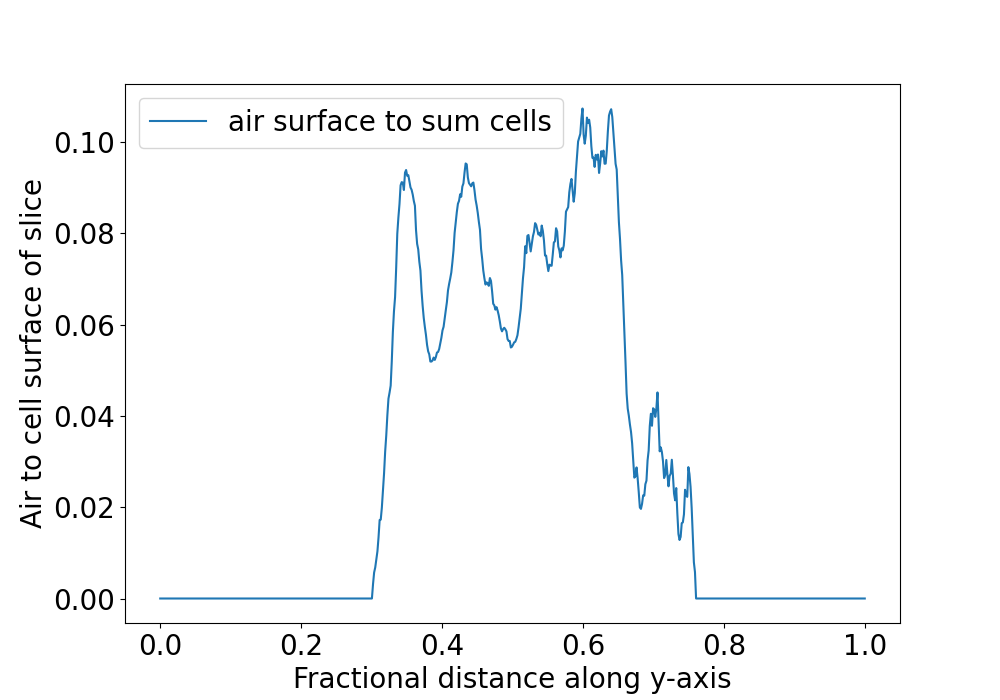 air surface to sum cells
Air to cell surface of slice
0.10
0.08
0.06
0.04
0.02
0.00
0.0 0.2 0.4 0.6 0.8 1.0
Fractional distance along y-axis